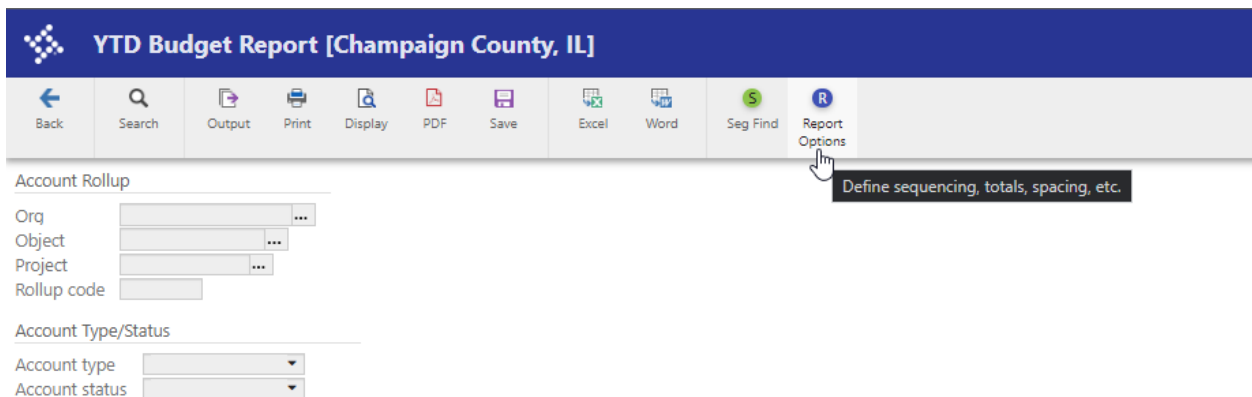 YTD Budget Report [Champaign County, IL]
Back Search Output Print Display PDF Save Excel Word S Seg Find R Report Options
Define sequencing, totals, spacing, etc.
Account Rollup
Org ...
Object ...
Project ...
Rollup code
Account Type/Status
Account type
Account status